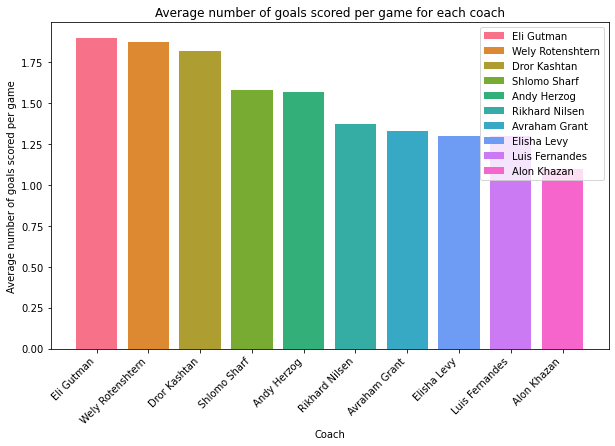 Average number of goals scored per game for each coach
Eli Gutman
Wely Rotenshtern
Dror Kashtan
Shlomo Sharf
Andy Herzog
Rikhard Nilsen
Avraham Grant
Elisha Levy
Luis Fernandes
Alon Khazan
Average number of goals scored per game
1.75
1.50
1.25
1.00
0.75
0.50
0.25
0.00
Eli Gutman
Wely Rotenshtern
Dror Kashtan
Shlomo Sharf
Andy Herzog
Rikhard Nilsen
Avraham Grant
Elisha Levy
Luis Fernandes
Alon Khazan
Coach